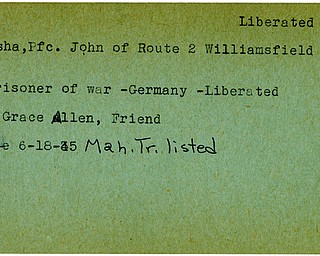 Liberated
sha,Pfc. John of Route 2 Williamsfield
risoner of war -Germany -Liberated
Grace Allen, Friend
e 6-18-45 Mah. Tr. listed